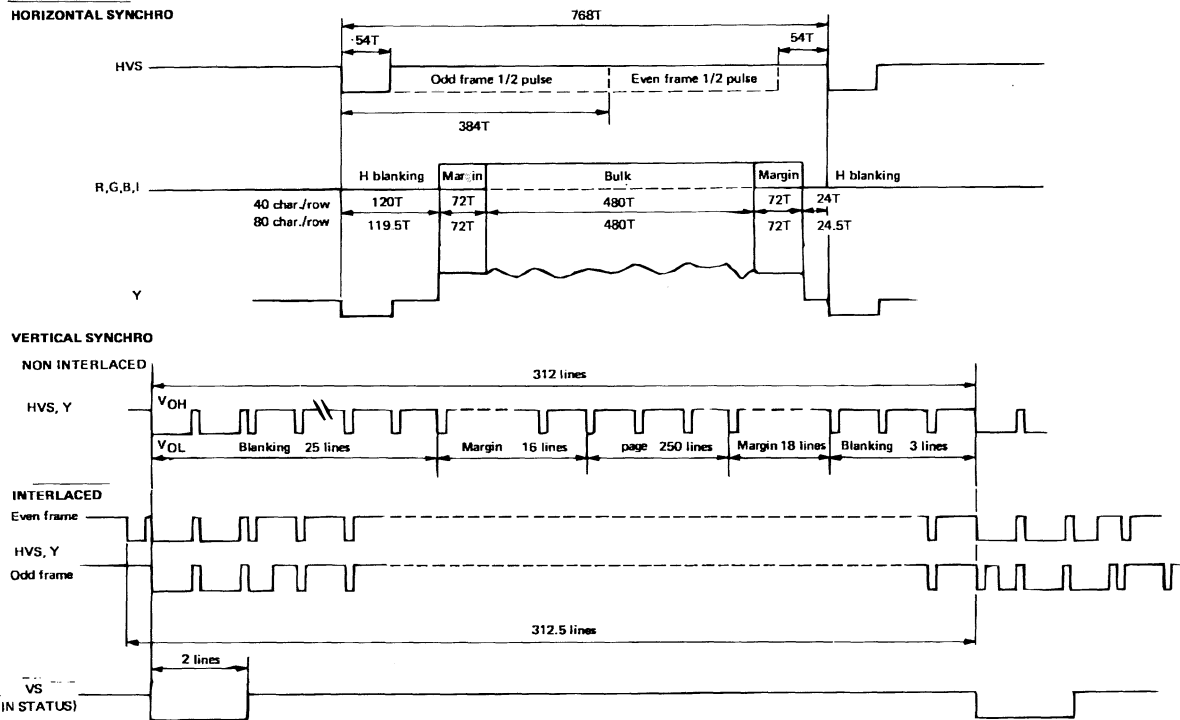 HORIZONTAL SYNCHRO
768T
54T
54T
HVS
Odd frame 1/2 pulse
Even frame 1/2 pulse
384T
R,G,B,I
H blanking
Margin
Bulk
Margin
H blanking
40 char./row
120T
72T
480T
72T
24T
80 char./row
119.5T
72T
480T
72T
24.5T
Y
VERTICAL SYNCHRO
NON INTERLACED
312 lines
HVS, Y
VOH
VOL
Blanking 25 lines
Margin 16 lines
page 250 lines
Margin 18 lines
Blanking 3 lines
INTERLACED
Even frame
HVS, Y
Odd frame
312.5 lines
2 lines
VS
IN STATUS)